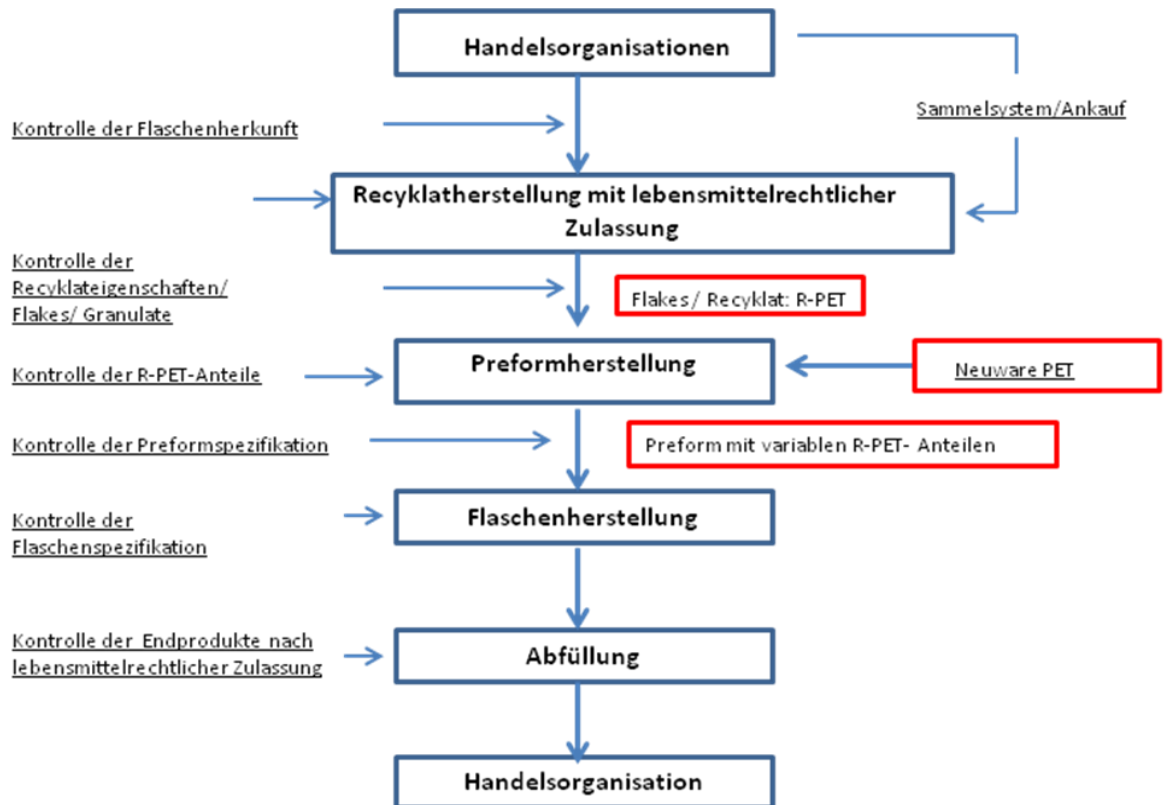 Handelsorganisationen
Sammelsystem/Ankauf
Kontrolle der Flaschenherkunft
Recyklatherstellung mit lebensmittelrechtlicher
Zulassung
Kontrolle der
Recyklateigenschaften/
Flakes/ Granulate
Flakes / Recyklat: R-PET
Preformherstellung
Neuware PET
Kontrolle der R-PET-Anteile
Kontrolle der Preformspezifikation
Preform mit variablen R-PET- Anteilen
Flaschenherstellung
Kontrolle der
Flaschenspezifikation
Kontrolle der Endprodukte nach
lebensmittelrechtlicher Zulassung
Abfüllung
Handelsorganisation